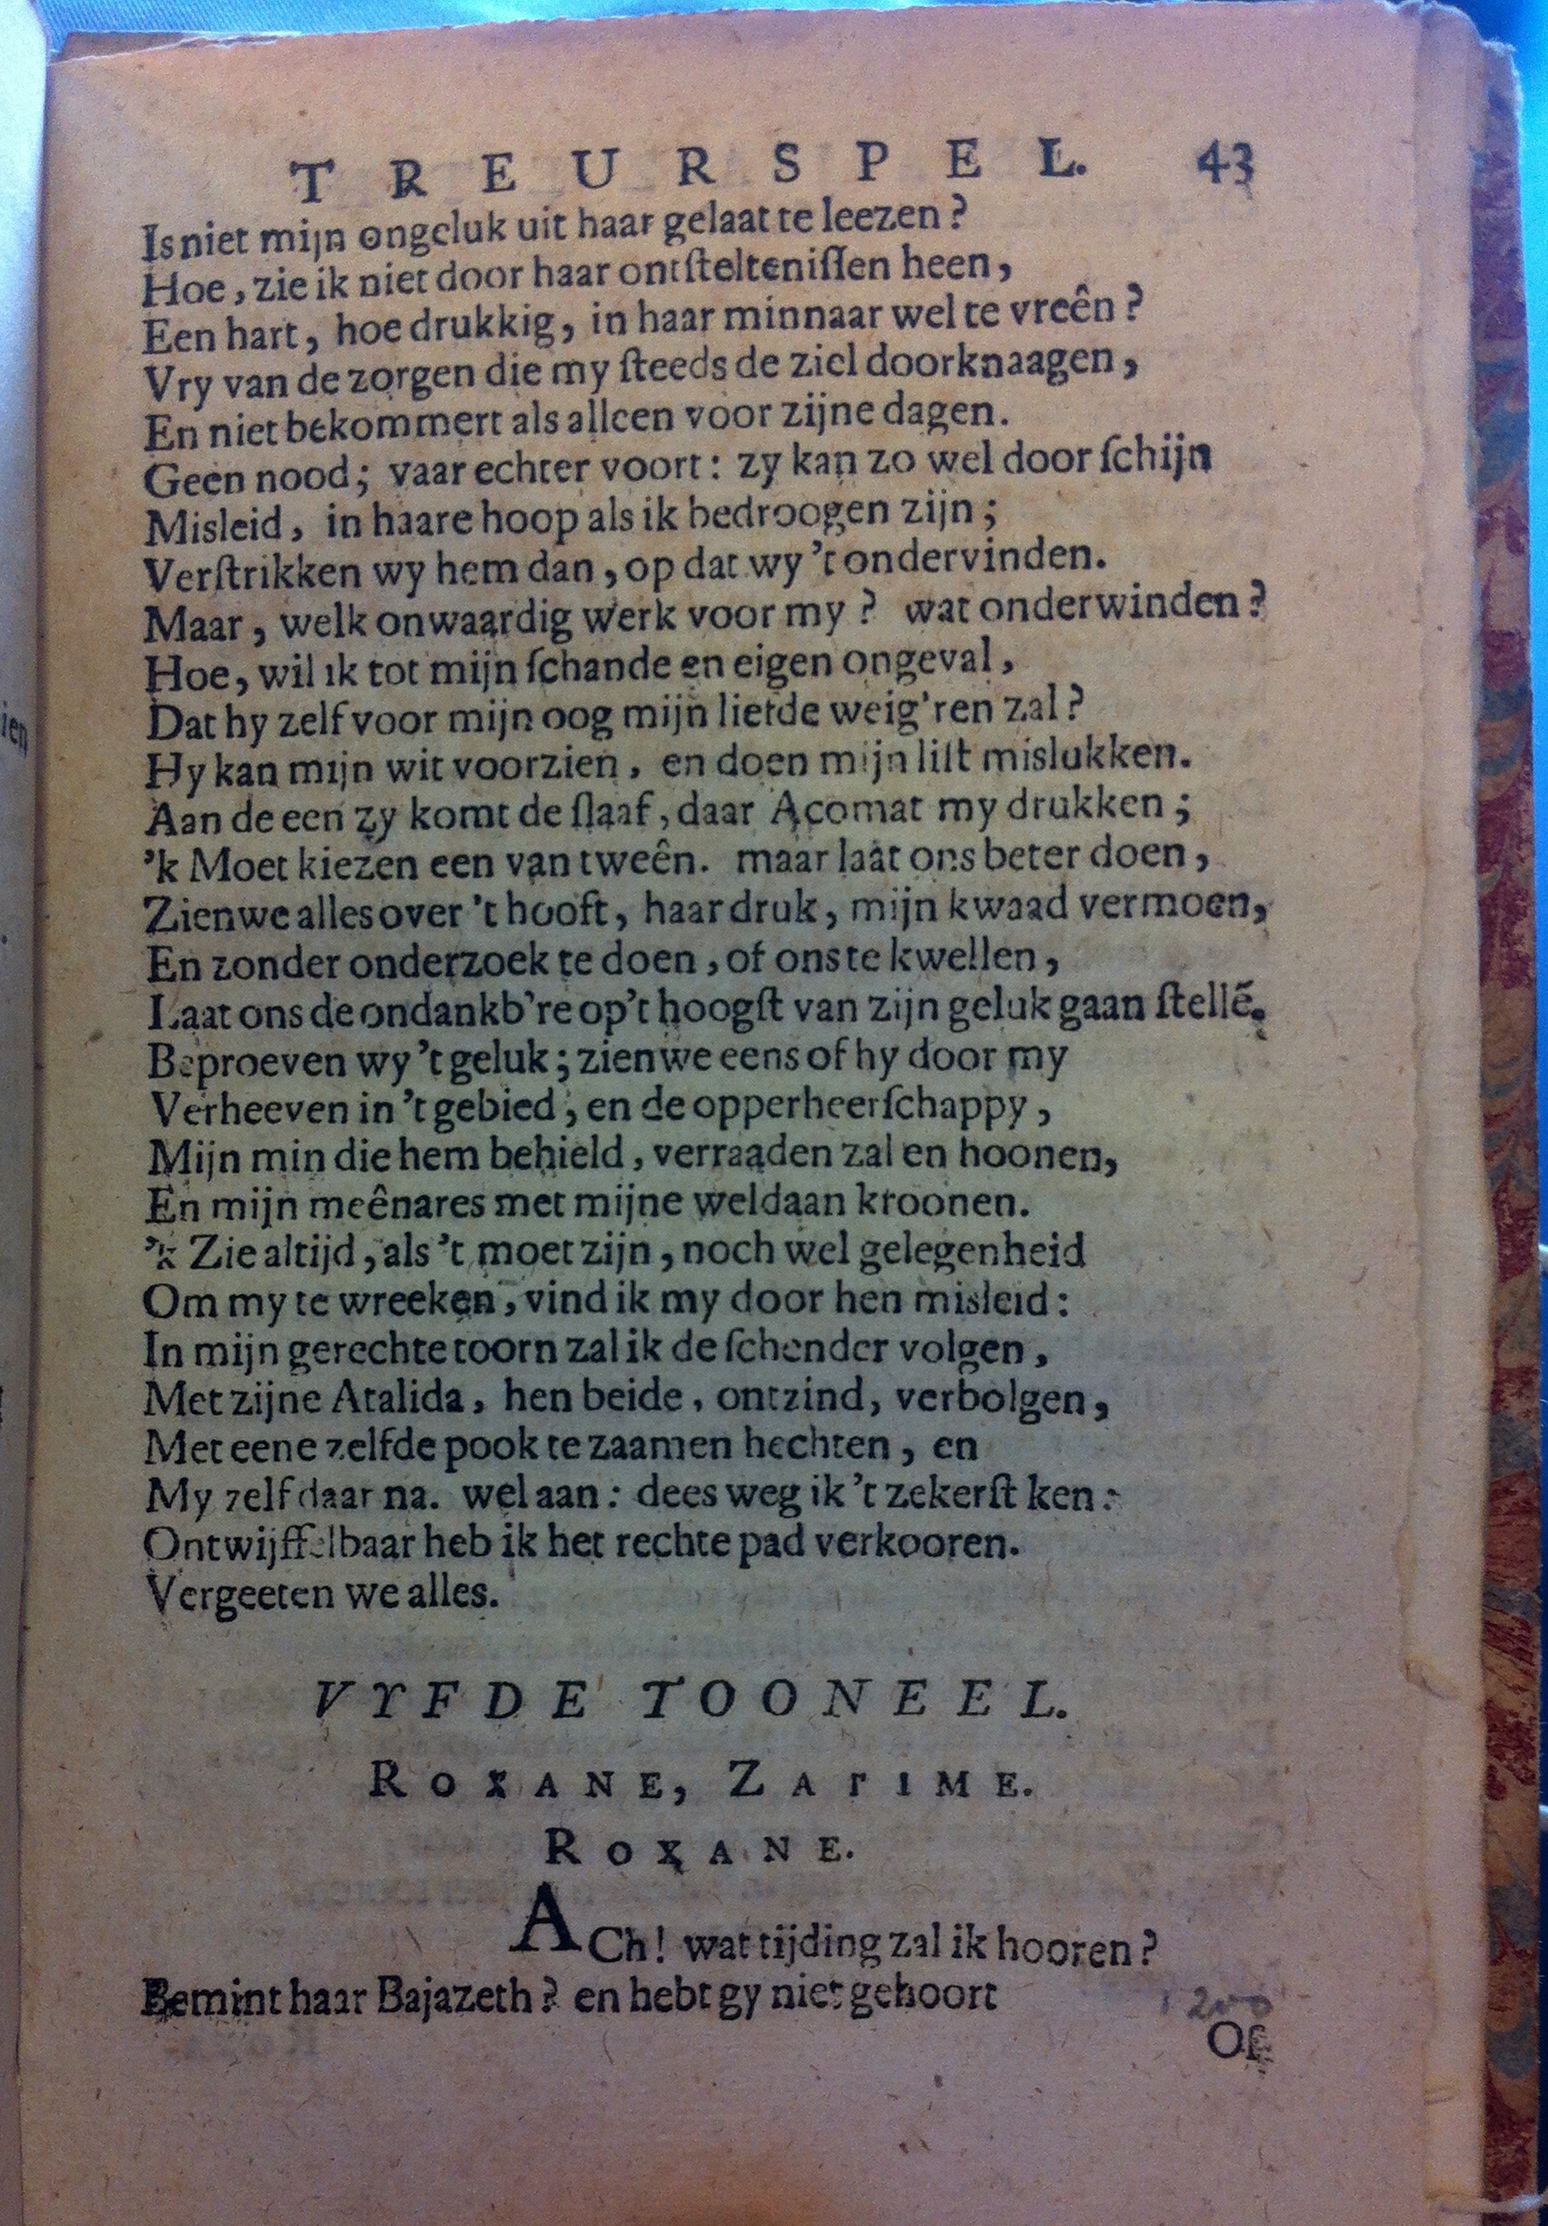 TREURSPEL. 43
Is niet mijn ongeluk uit haar gelaat te leezen?
Hoe, zie ik niet door haar ontſtelteniſſen heen,
Een hart, hoe drukkig, in haar minnaar wel te vreên?
Vry van de zorgen die my ſteeds de ziel doorknaagen,
En niet bekommert als alleen voor zijne dagen.
Geen nood; vaar echter voort: zy kan zo wel door ſchijn
Misleid, in haare hoop als ik bedroogen zijn;
Verſtrikken wy hem dan, op dat wy 't ondervinden.
Maar, welk onwaardig werk voor my? wat onderwinden?
Hoe, wil ik tot mijn ſchande en eigen ongeval,
Dat hy zelf voor mijn oog mijn liefde weig'ren zal?
Hy kan mijn wit voorzien, en doen mijn liſt mislukken.
Aan de een zy komt de ſlaaf, daar Acomat my drukken;
'k Moet kiezen een van tweên. maar laat ons beter doen,
Zien we alles over 't hooft, haar druk, mijn kwaad vermoen,
En zonder onderzoek te doen, of ons te kwellen,
Laat ons de ondankb're op 't hoogſt van zijn geluk gaan ſtellē.
Beproeven wy 't geluk; zien we eens of hy door my
Verheeven in 't gebied, en de opperheerſchappy,
Mijn min die hem behield, verraaden zal en hoonen,
En mijn meênares met mijne weldaan kroonen.
'k Zie altijd, als 't moet zijn, noch wel gelegenheid
Om my te wreeken, vind ik my door hen misleid:
In mijn gerechte toorn zal ik de ſchender volgen,
Met zijne Atalida, hen beide, ontzind, verbolgen,
Met eene zelfde pook te zaamen hechten, en
My zelf daar na. wel aan: dees weg ik 't zekerſt ken:
Ontwijffelbaar heb ik het rechte pad verkooren.
Vergeeten we alles.
VYFDE TOONEEL.
ROXANE, ZATIME.
ROXANE.
ACh! wat tijding zal ik hooren?
Bemint haar Bajazeth? en hebt gy niet gehoort
1200
Of